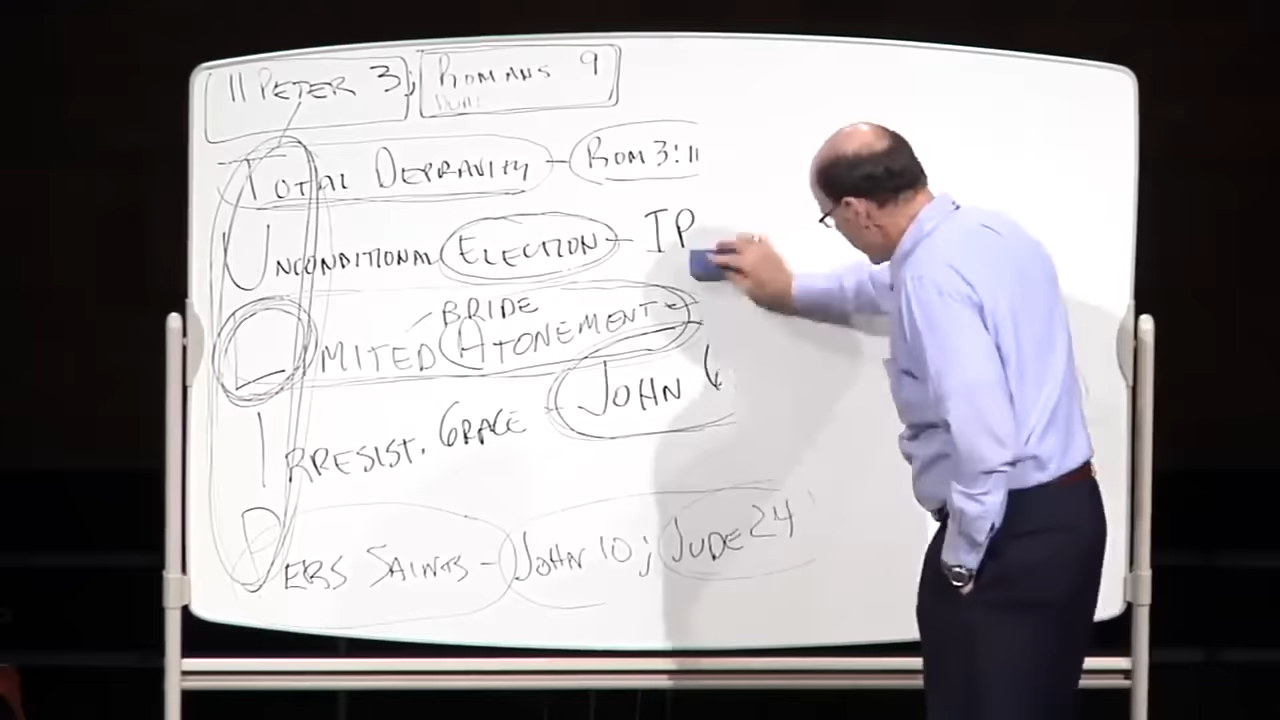 II PETER 3; ROMANS 9
TOTAL DEPRAVITY - ROM 3:11
UNCONDITIONAL ELECTION - I P
BRIDE
LIMITED ATONEMENT -
IRRESIST. GRACE - JOHN 6
PERS SAINTS - JOHN 10; JUDE 24